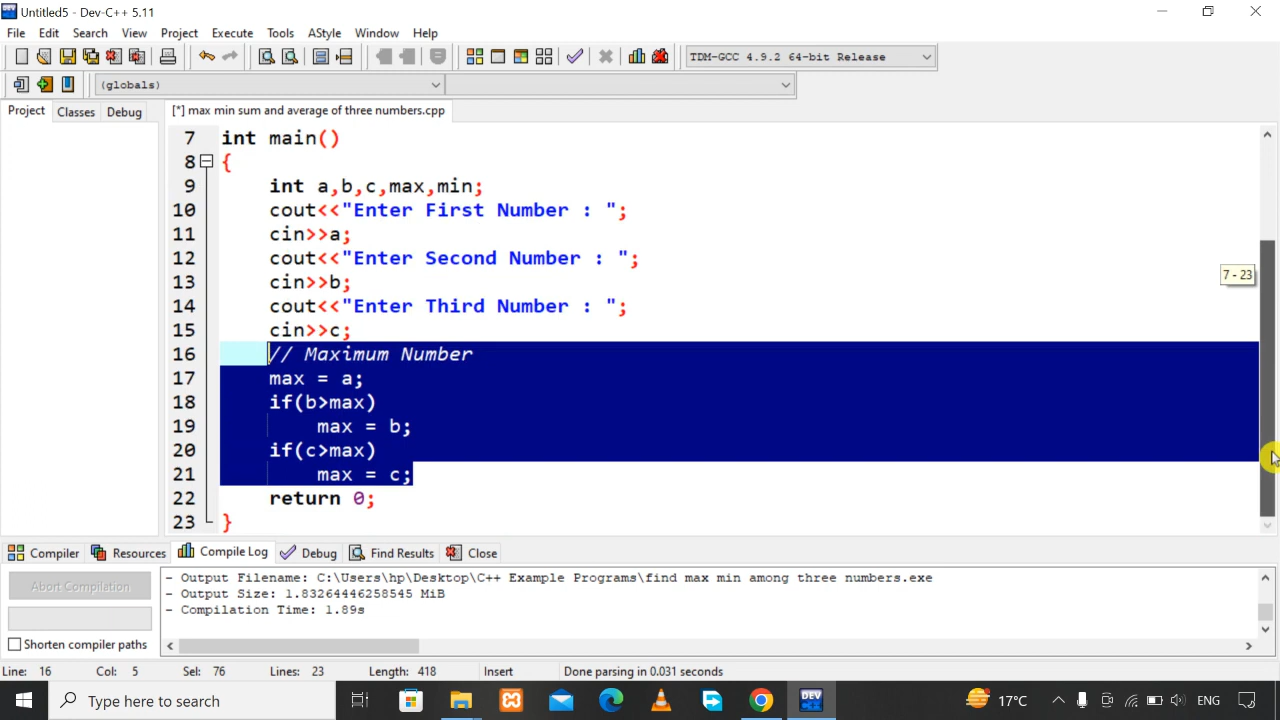 Untitled5 - Dev-C++ 5.11
File Edit Search View Project Execute Tools AStyle Window Help
TDM-GCC 4.9.2 64-bit Release
(globals)
Project Classes Debug [*] max min sum and average of three numbers.cpp
7 int main()
8 {
9 int a,b,c,max,min;
10 cout<<"Enter First Number : ";
11 cin>>a;
12 cout<<"Enter Second Number : ";
13 cin>>b;
7 - 23
14 cout<<"Enter Third Number : ";
15 cin>>c;
16 // Maximum Number
17 max = a;
18 if(b>max)
19 max = b;
20 if(c>max)
21 max = c;
22 return 0;
23 }
Compiler Resources Compile Log Debug Find Results Close
Abort Compilation
Shorten compiler paths
- Output Filename: C:\Users\hp\Desktop\C++ Example Programs\find max min among three numbers.exe
- Output Size: 1.83264446258545 MiB
- Compilation Time: 1.89s
Line: 16 Col: 5 Sel: 76 Lines: 23 Length: 418 Insert Done parsing in 0.031 seconds
Type here to search 17°C ENG